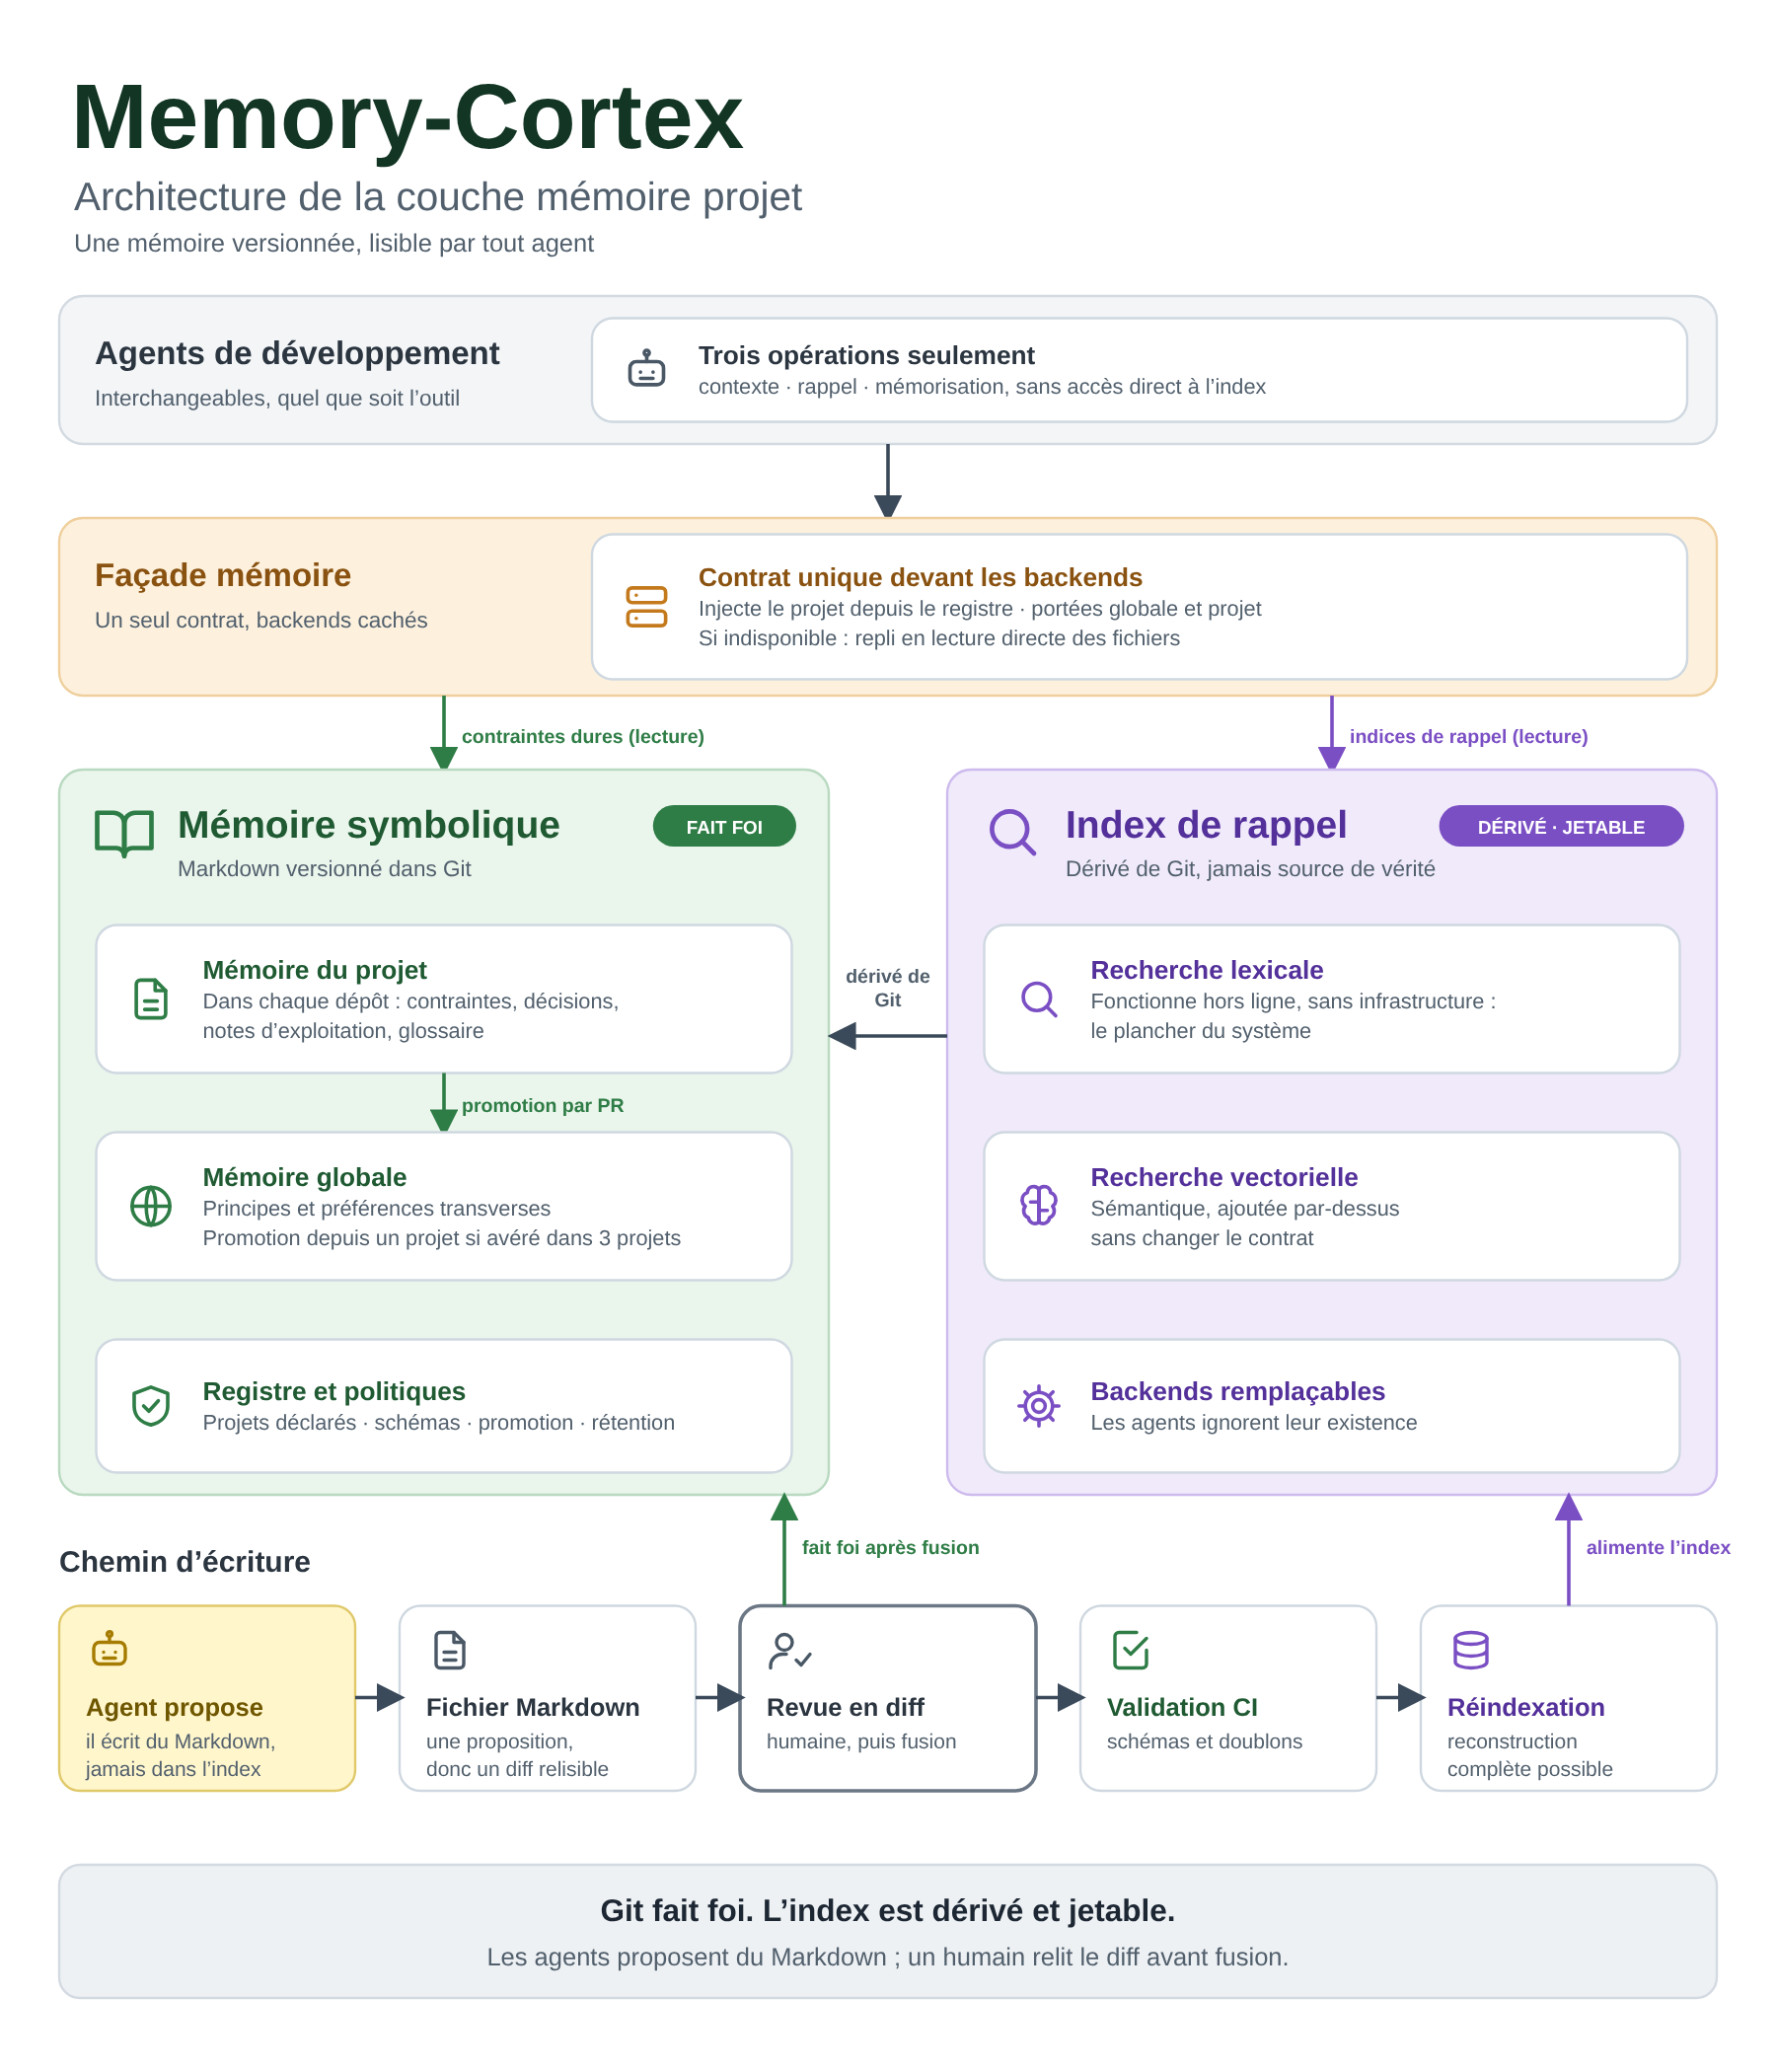 Memory-Cortex
Architecture de la couche mémoire projet
Une mémoire versionnée, lisible par tout agent
Agents de développement
Interchangeables, quel que soit l’outil
Trois opérations seulement
contexte · rappel · mémorisation, sans accès direct à l’index
Façade mémoire
Un seul contrat, backends cachés
Contrat unique devant les backends
Injecte le projet depuis le registre · portées globale et projet
Si indisponible : repli en lecture directe des fichiers
contraintes dures (lecture)
indices de rappel (lecture)
Mémoire symbolique
FAIT FOI
Markdown versionné dans Git
Mémoire du projet
Dans chaque dépôt : contraintes, décisions,
notes d’exploitation, glossaire
promotion par PR
Mémoire globale
Principes et préférences transverses
Promotion depuis un projet si avéré dans 3 projets
Registre et politiques
Projets déclarés · schémas · promotion · rétention
dérivé de
Git
Index de rappel
DÉRIVÉ · JETABLE
Dérivé de Git, jamais source de vérité
Recherche lexicale
Fonctionne hors ligne, sans infrastructure :
le plancher du système
Recherche vectorielle
Sémantique, ajoutée par-dessus
sans changer le contrat
Backends remplaçables
Les agents ignorent leur existence
fait foi après fusion
alimente l’index
Chemin d’écriture
Agent propose
il écrit du Markdown,
jamais dans l’index
Fichier Markdown
une proposition,
donc un diff relisible
Revue en diff
humaine, puis fusion
Validation CI
schémas et doublons
Réindexation
reconstruction
complète possible
Git fait foi. L’index est dérivé et jetable.
Les agents proposent du Markdown ; un humain relit le diff avant fusion.